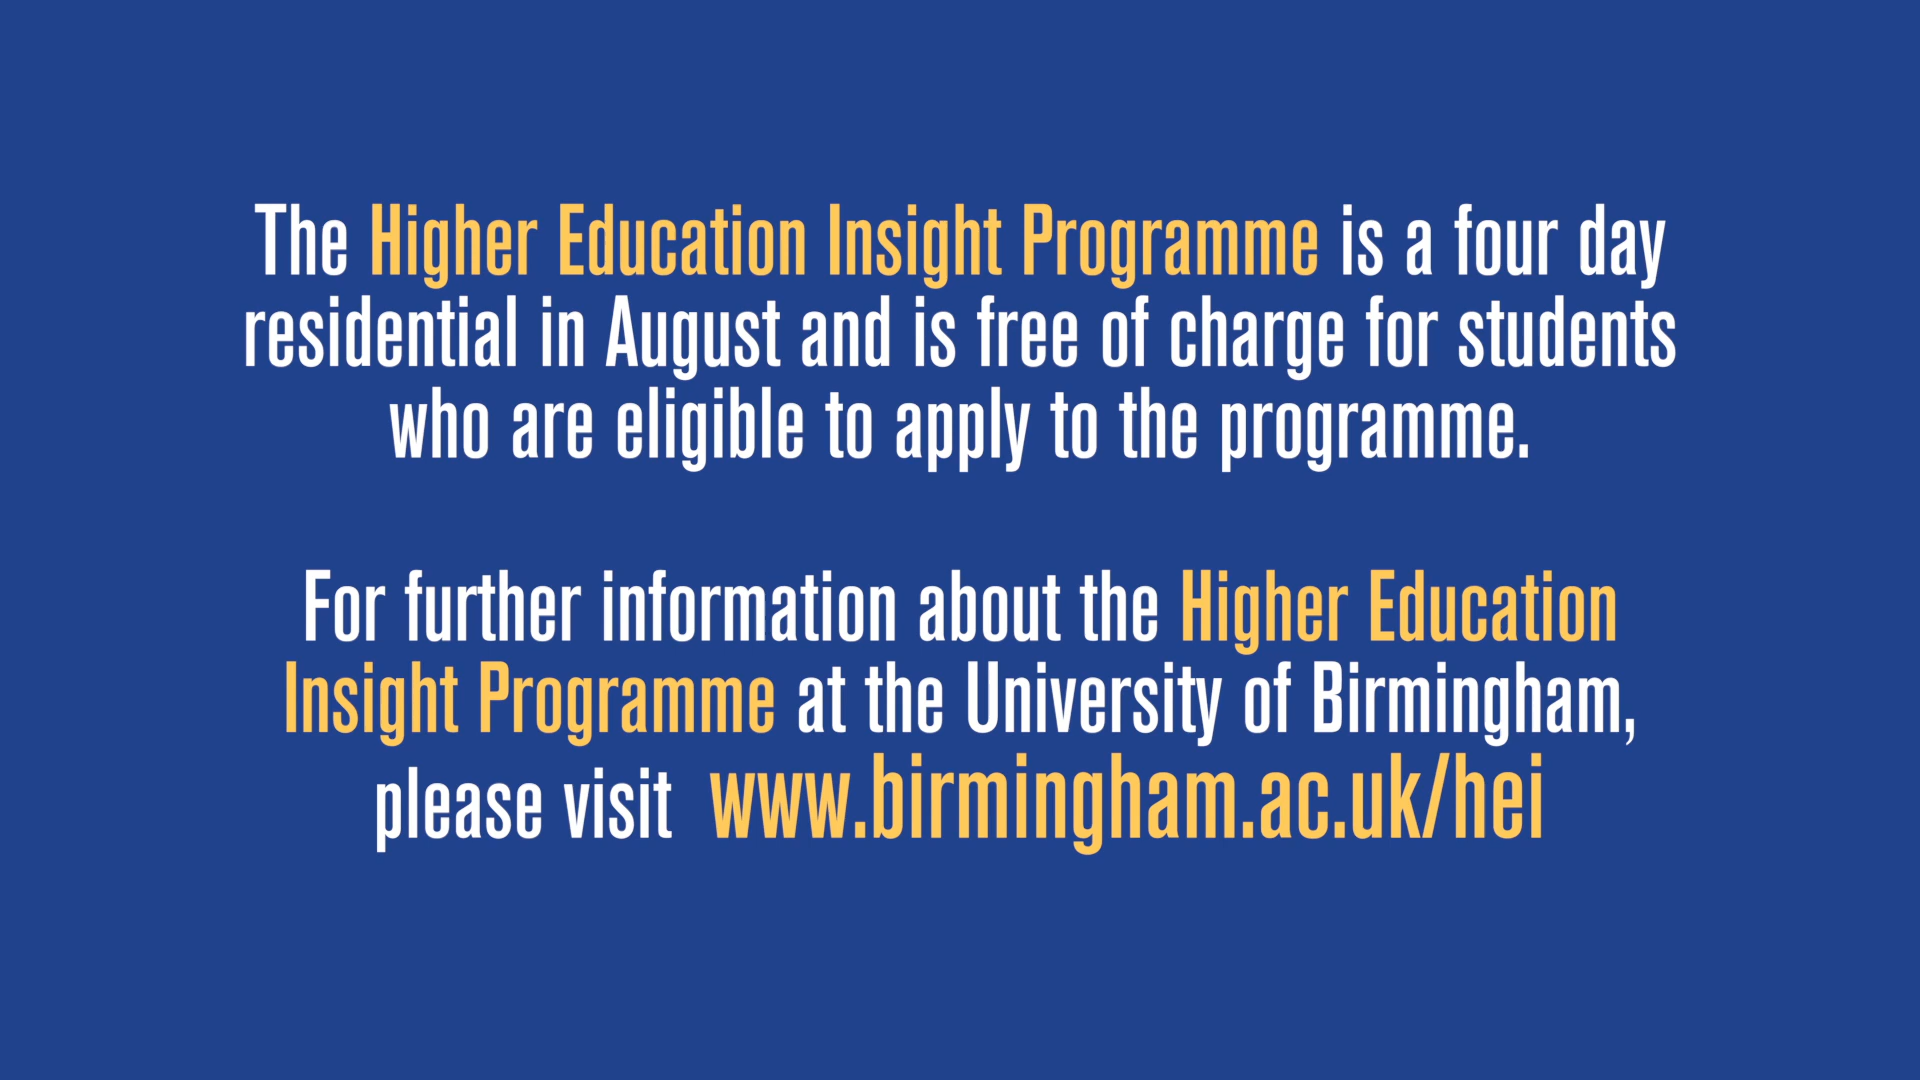 The Higher Education Insight Programme is a four day
residential in August and is free of charge for students
who are eligible to apply to the programme.
For further information about the Higher Education
Insight Programme at the University of Birmingham,
please visit www.birmingham.ac.uk/hei